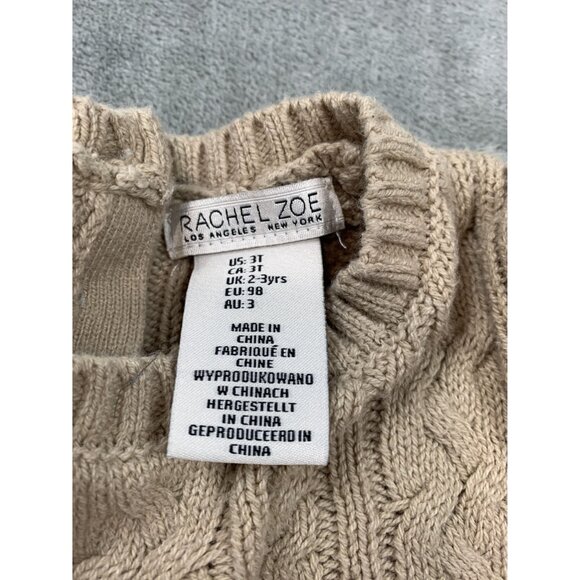 RACHEL ZOE
LOS ANGELES NEW YORK
US: 3T
CA: 3T
UK: 2-3yrs
EU: 98
AU: 3
MADE IN
CHINA
FABRIQUÉ EN
CHINE
WYPRODUKOWANO
W CHINACH
HERGESTELLT
IN CHINA
GEPRODUCEERD IN
CHINA